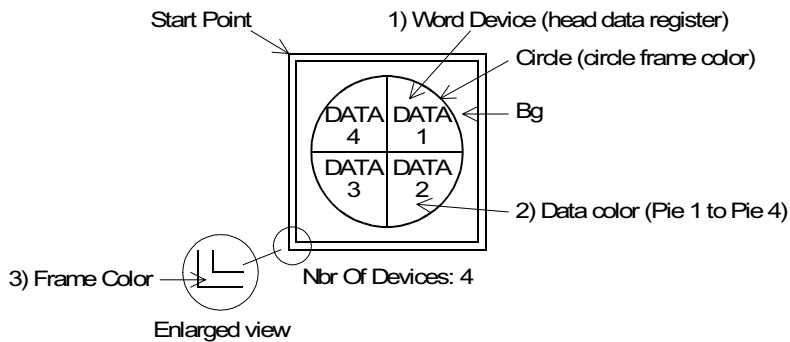 Start Point
1) Word Device (head data register)
Circle (circle frame color)
Bg
DATA 4
DATA 1
DATA 3
DATA 2
2) Data color (Pie 1 to Pie 4)
3) Frame Color
Nbr Of Devices: 4
Enlarged view